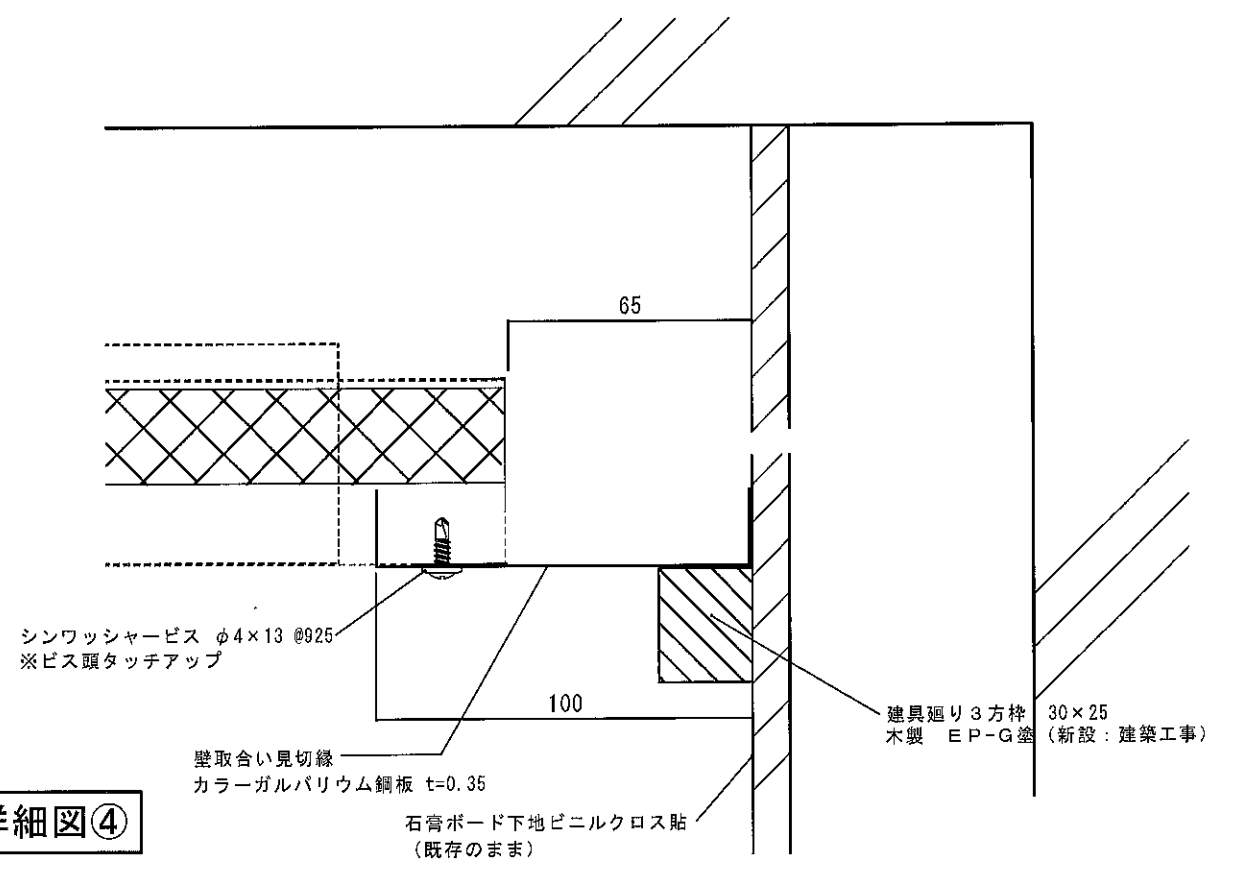 65
シンワッシャービス φ4×13 @925
※ビス頭タッチアップ
100
建具廻り3方枠 30×25
木製 EP-G塗（新設：建築工事）
壁取合い見切縁
カラーガルバリウム鋼板 t=0.35
石膏ボード下地ビニルクロス貼
（既存のまま）
細図④